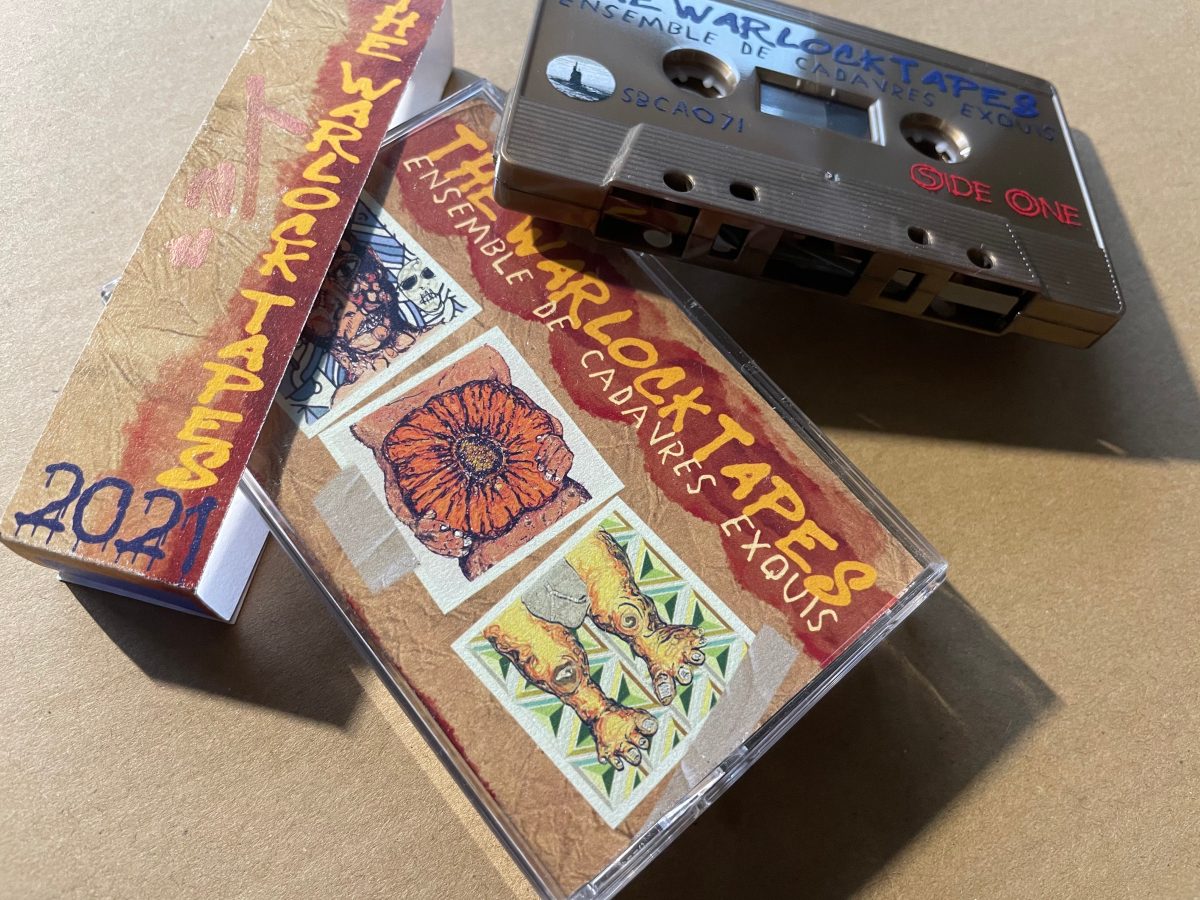 THE WARLOCK TAPES
2021
THE WARLOCK TAPES
ENSEMBLE DE CADAVRES EXQUIS
THE WARLOCK TAPES
ENSEMBLE DE CADAVRES EXQUIS
SBCA071
SIDE ONE